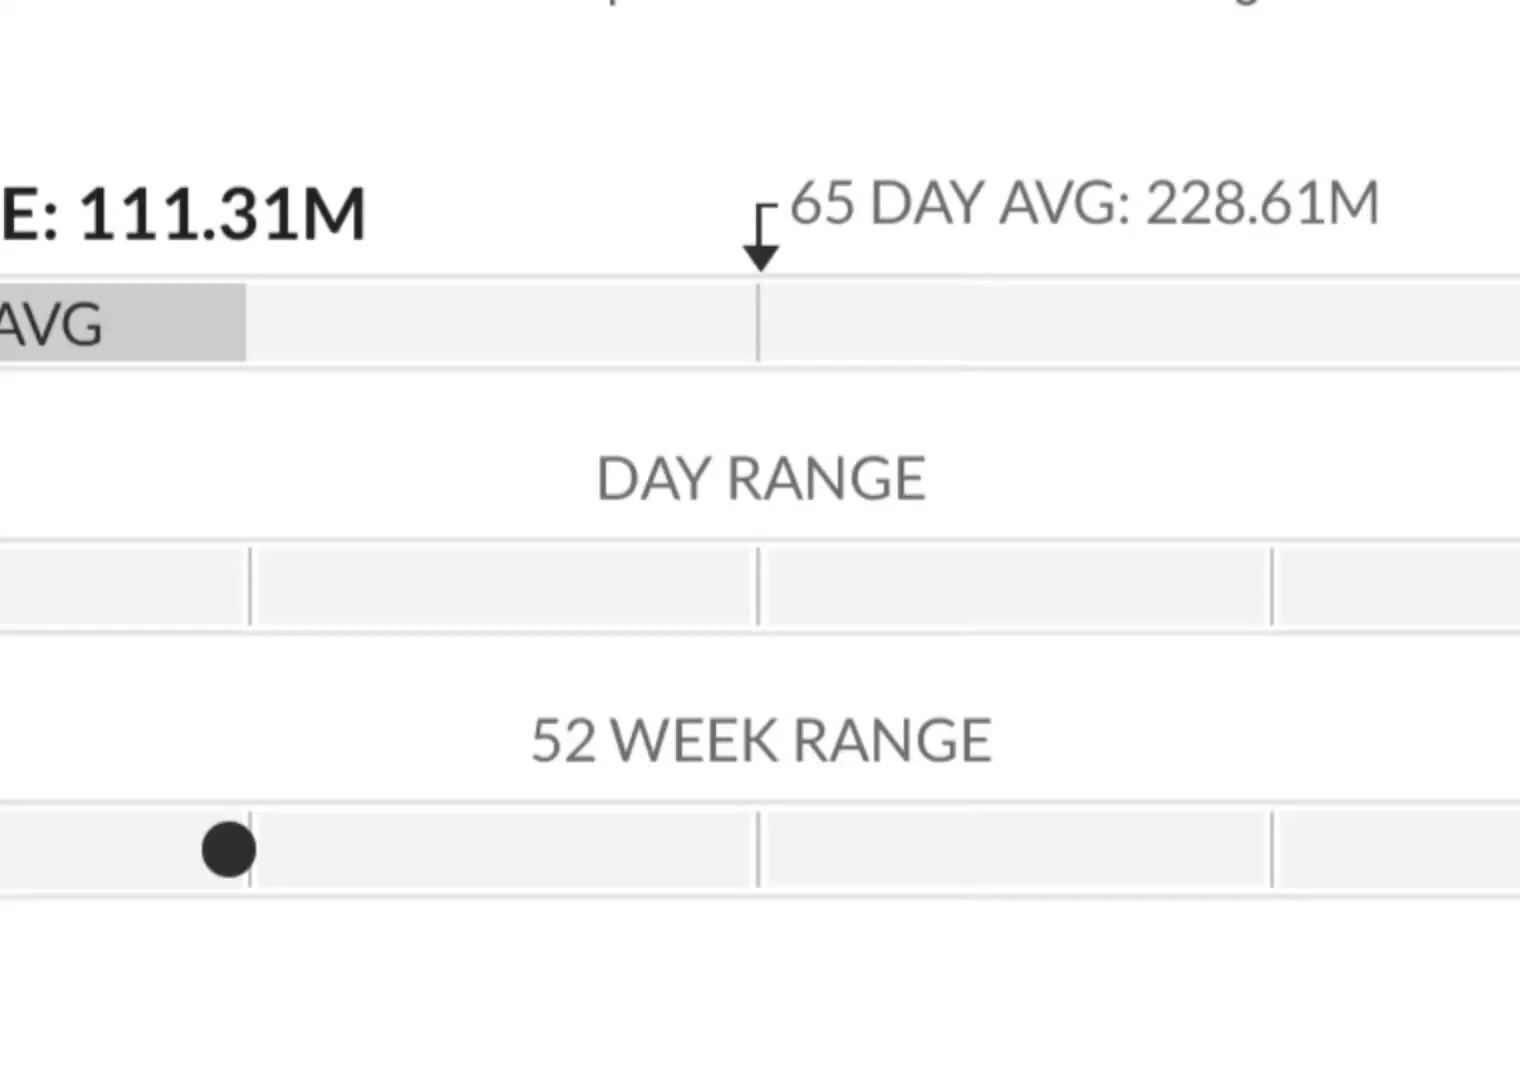 E: 111.31M
65 DAY AVG: 228.61M
AVG
DAY RANGE
52 WEEK RANGE